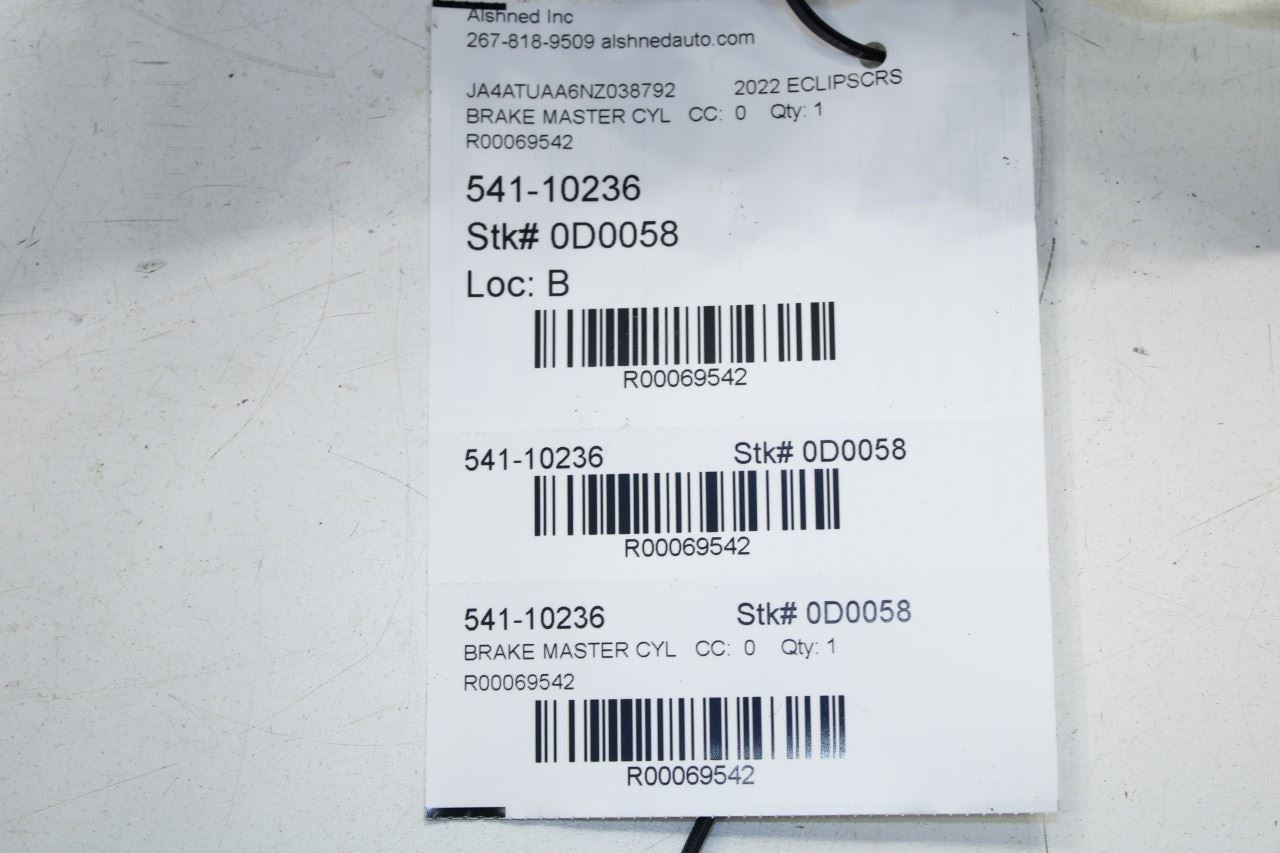 Alshned Inc
267-818-9509 alshnedauto.com
JA4ATUAA6NZ038792 2022 ECLIPSCRS
BRAKE MASTER CYL CC: 0 Qty: 1
R00069542
541-10236
Stk# 0D0058
Loc: B
R00069542
541-10236 Stk# 0D0058
R00069542
541-10236 Stk# 0D0058
BRAKE MASTER CYL CC: 0 Qty: 1
R00069542
R00069542